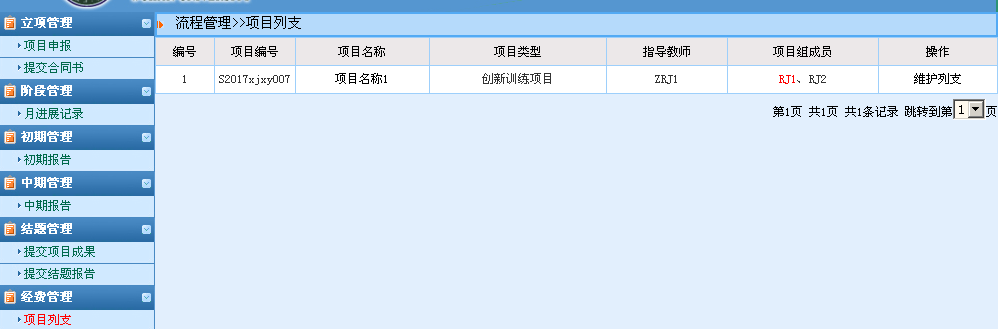 流程管理>>项目列支
立项管理
项目申报
提交合同书
阶段管理
月进展记录
初期管理
初期报告
中期管理
中期报告
结题管理
提交项目成果
提交结题报告
经费管理
项目列支
编号 项目编号 项目名称 项目类型 指导教师 项目组成员 操作
1 S2017xjxy007 项目名称1 创新训练项目 ZRJ1 RJ1、RJ2 维护列支
第1页 共1页 共1条记录 跳转到第 1 页